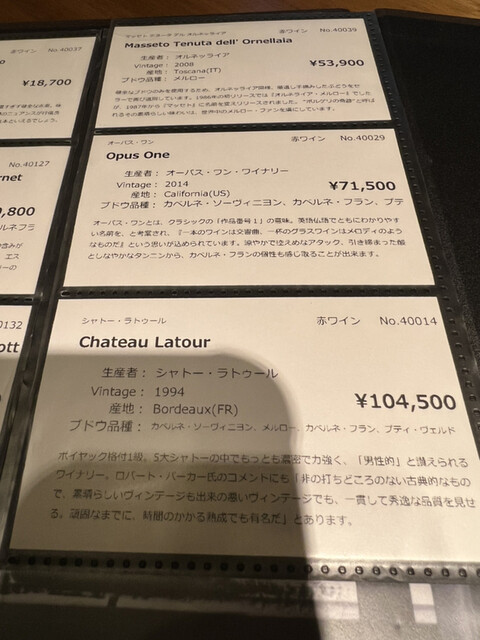 ワイン No.40037
¥18,700
No.40127
rnet
9,800
ネルフラ
0132
ott
マッセト テヌータ デル オルネッライア 赤ワイン No.40039
Masseto Tenuta dell' Ornellaia
生産者： オルネッライア ¥53,900
Vintage： 2008
産地： Toscana(IT)
ブドウ品種： メルロー
オーパス・ワン 赤ワイン No.40029
Opus One
生産者： オーパス・ワン・ワイナリー
Vintage： 2014 ¥71,500
産地： California(US)
ブドウ品種： カベルネ・ソーヴィニヨン、カベルネ・フラン、プテ
オーパス・ワンとは、クラシックの「作品番号１」の意味。英語仏語でともにわかりやす
い名前を、と考案され、『一本のワインは交響曲、一杯のグラスワインはメロディのよう
なものだ』という思いが込められています。涼やかで控えめなアタック、引き締まった酸
としなやかなタンニンから、カベルネ・フランの個性も感じ取ることが出来ます。
シャトー・ラトゥール 赤ワイン No.40014
Chateau Latour
生産者： シャトー・ラトゥール
Vintage： 1994 ¥104,500
産地： Bordeaux(FR)
ブドウ品種： カベルネ・ソーヴィニヨン、メルロー、カベルネ・フラン、プティ・ヴェルド
ポイヤック格付1級。5大シャトーの中でもっとも濃密で力強く、「男性的」と讃えられる
ワイナリー。ロバート・パーカー氏のコメントにも「非の打ちどころのない古典的なもの
で、素晴らしいヴィンテージも出来の悪いヴィンテージでも、一貫して秀逸な品質を見せ
る。頑固なまでに、時間のかかる熟成でも有名だ」とあります。